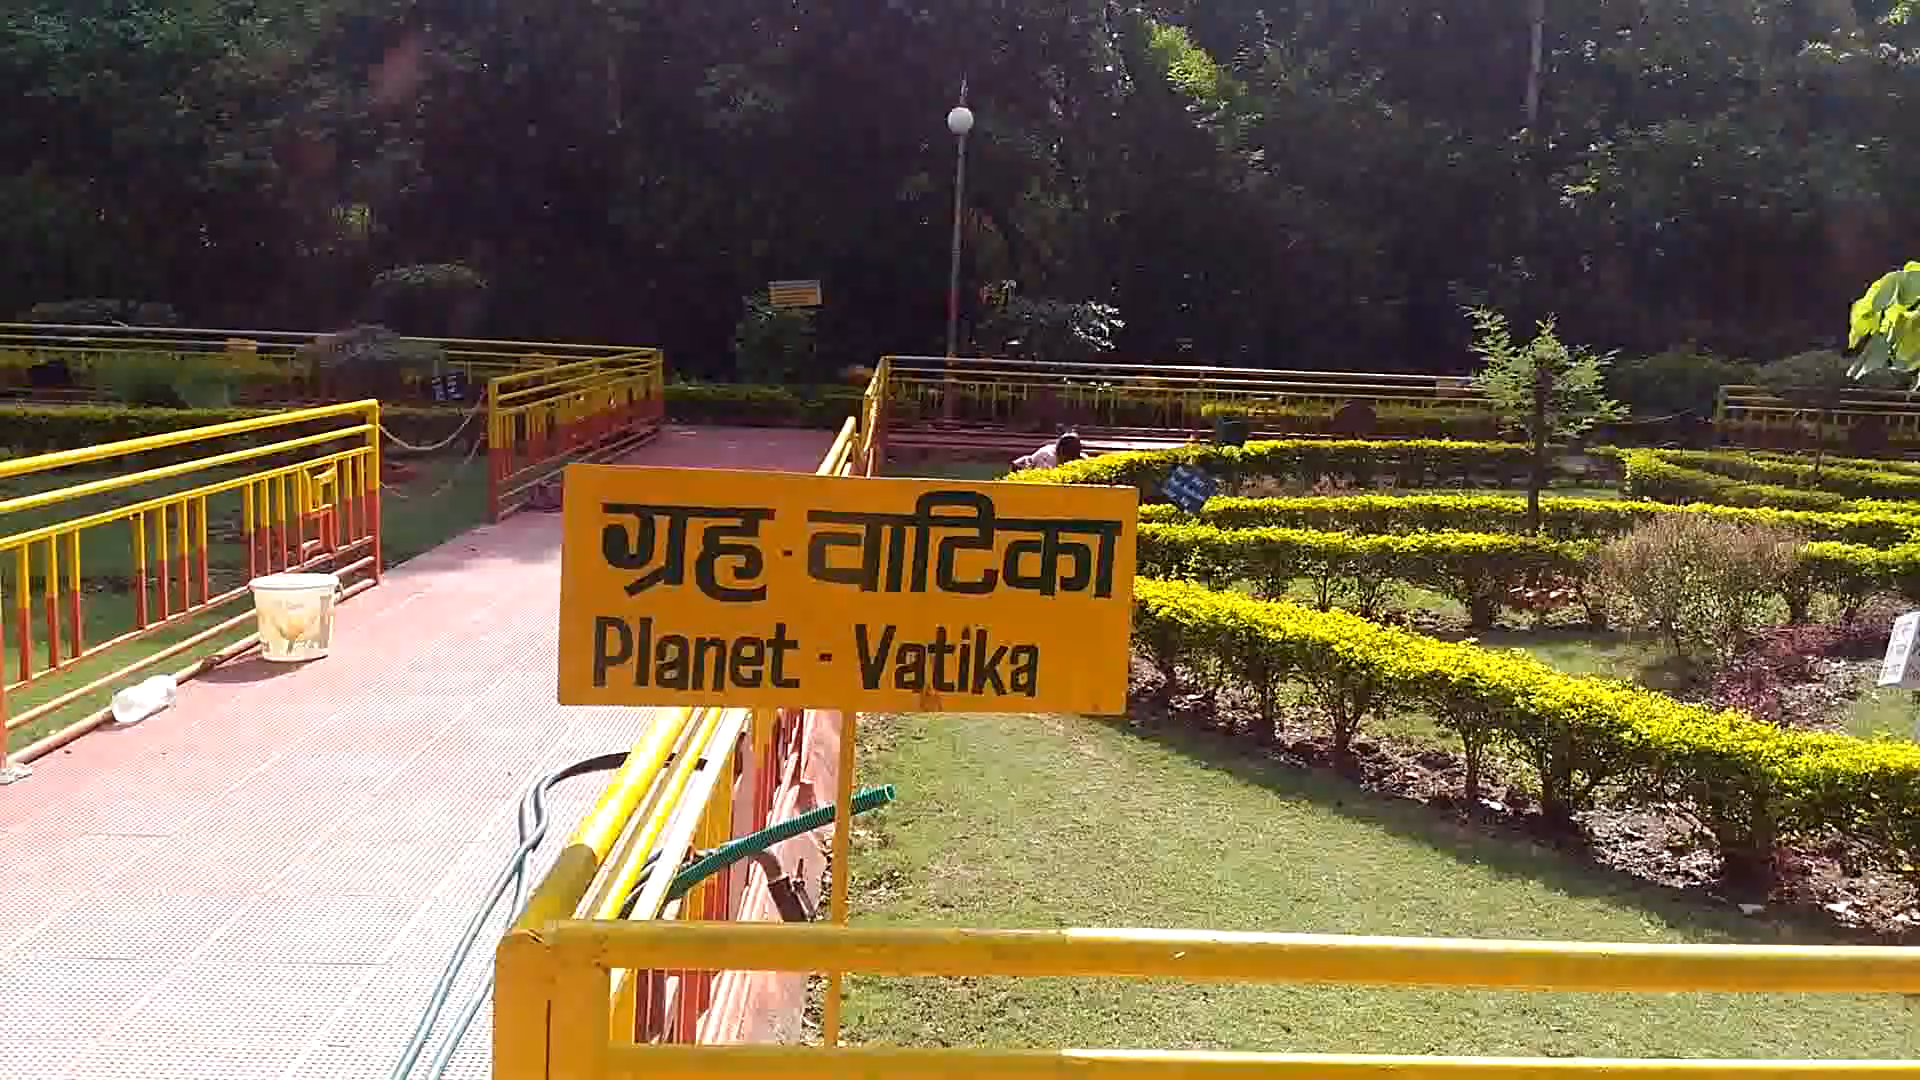 ग्रह - वाटिका
Planet - Vatika